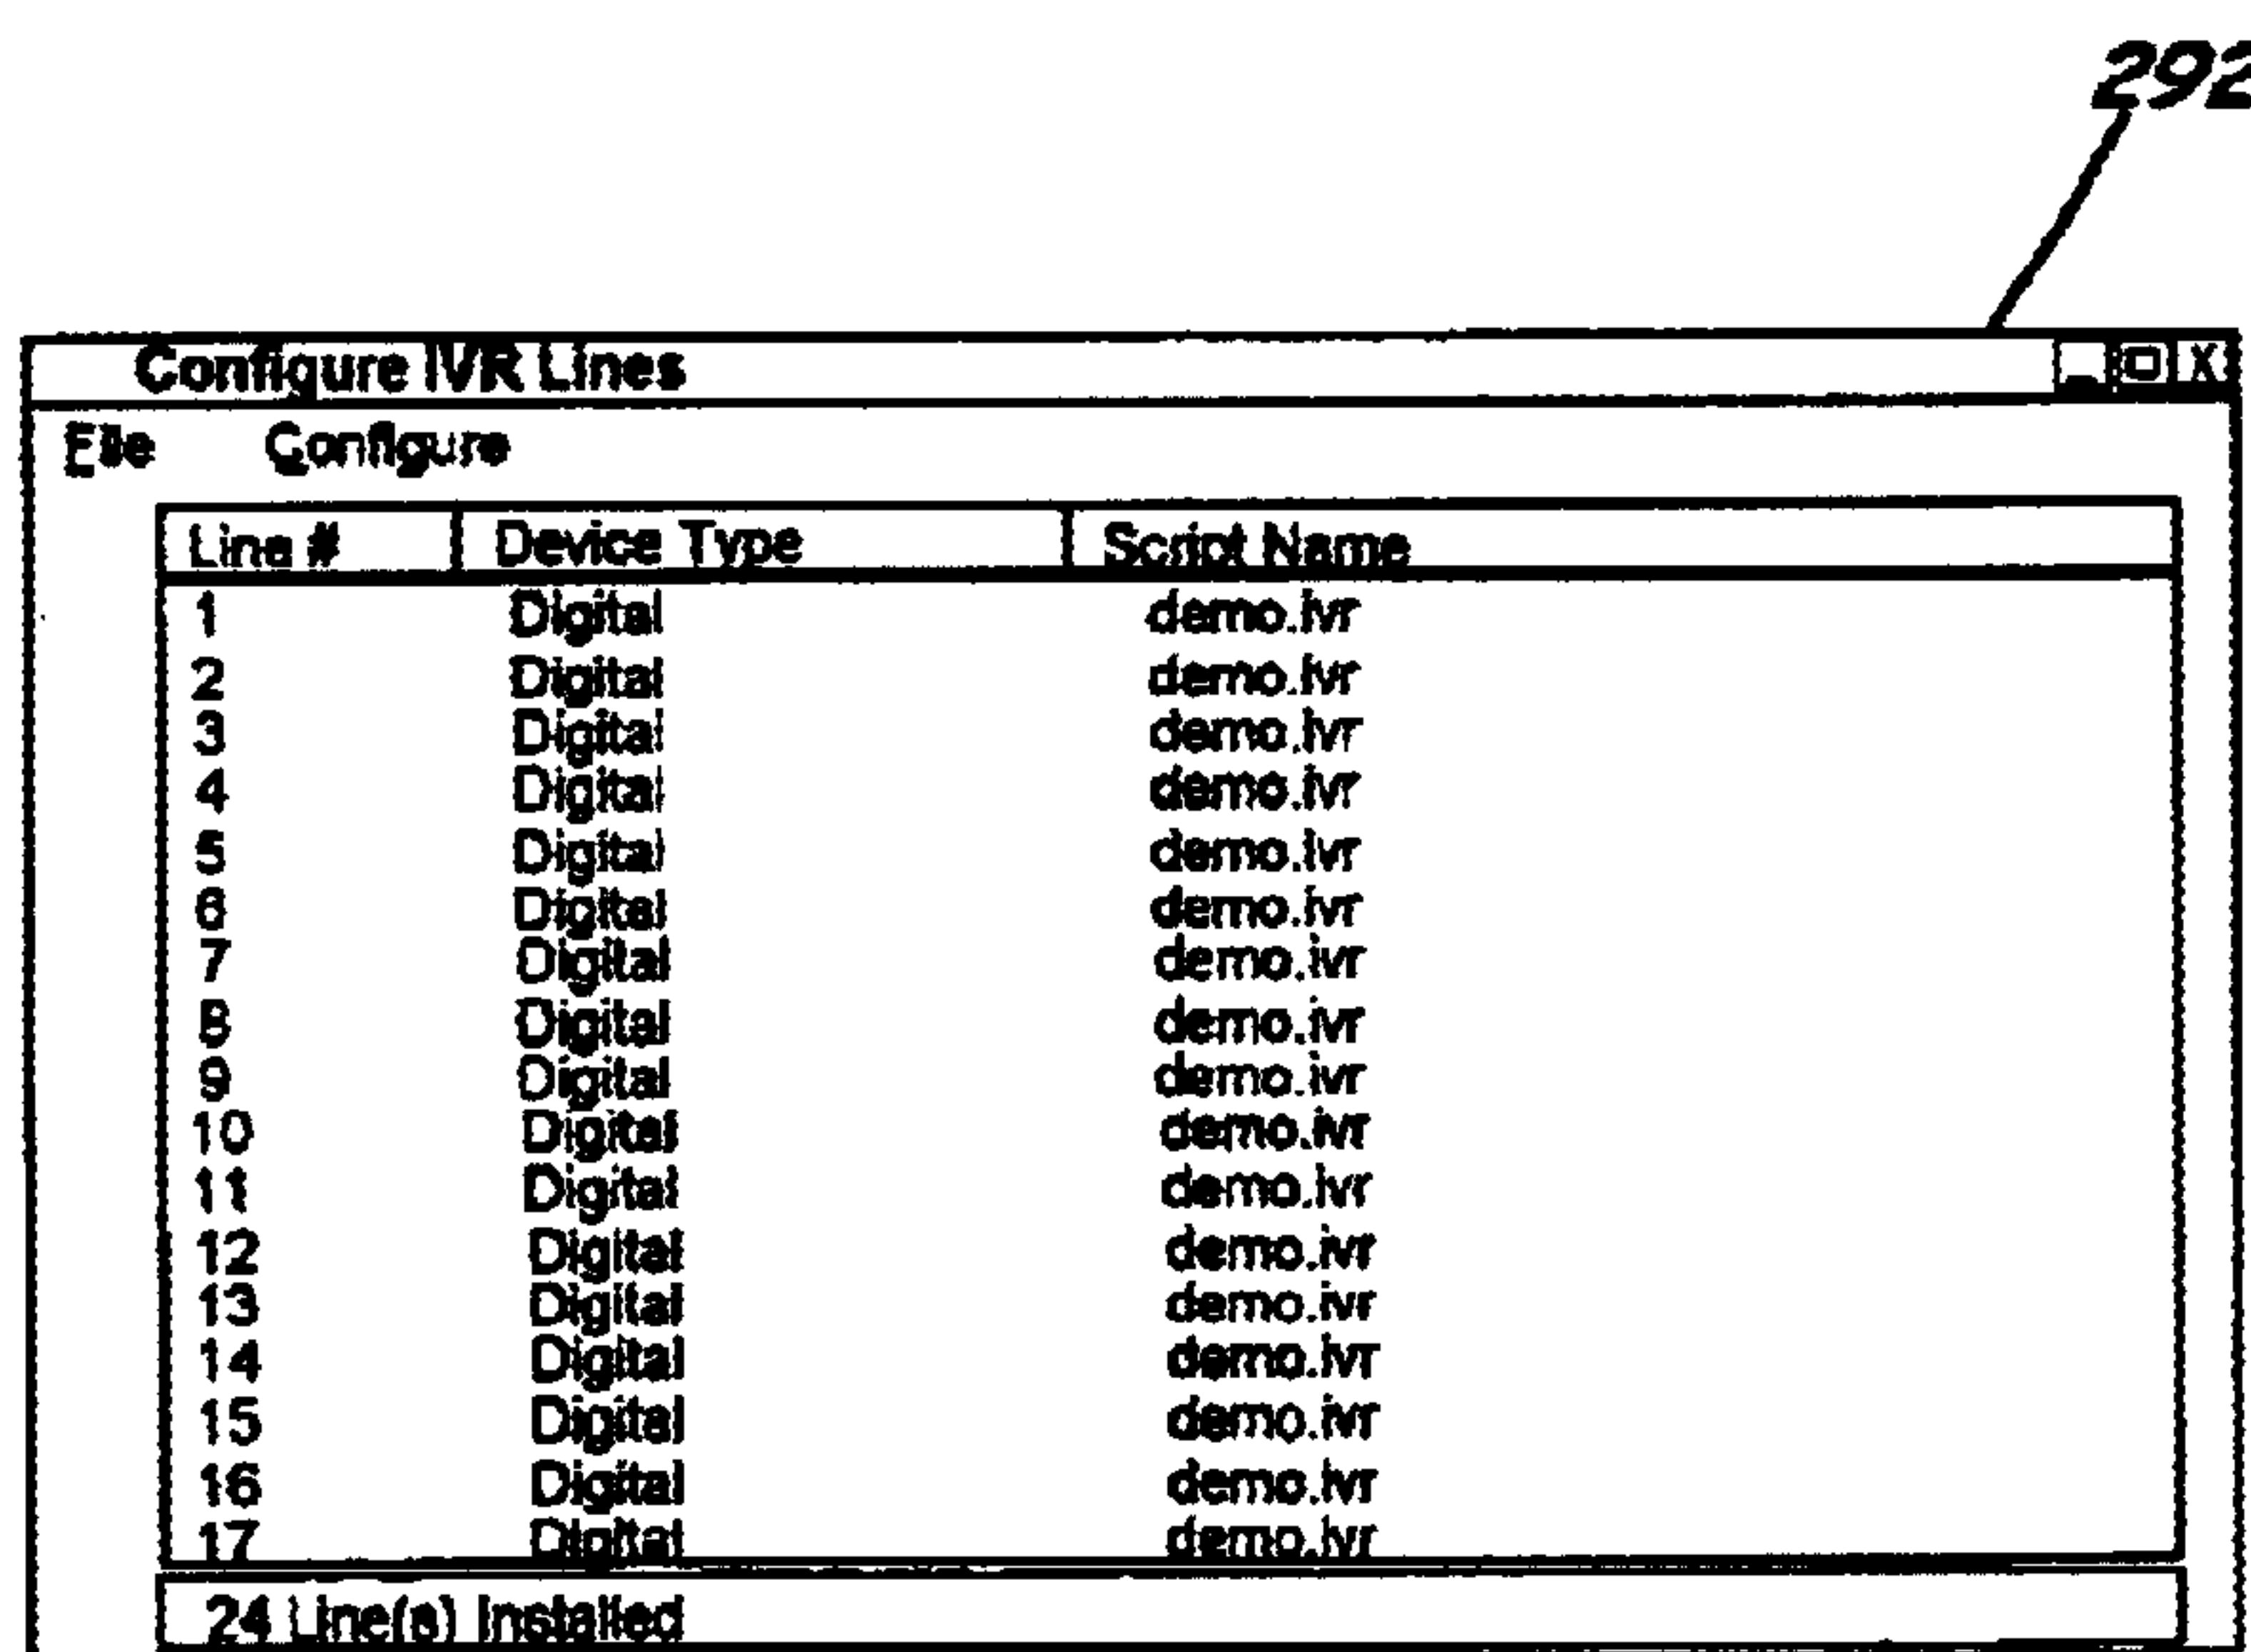 292
Configure IVR Lines _ X
File Configure
Line # Device Type Script Name
1 Digital demo.ivr
2 Digital demo.ivr
3 Digital demo.ivr
4 Digital demo.ivr
5 Digital demo.ivr
6 Digital demo.ivr
7 Digital demo.ivr
8 Digital demo.ivr
9 Digital demo.ivr
10 Digital demo.ivr
11 Digital demo.ivr
12 Digital demo.ivr
13 Digital demo.ivr
14 Digital demo.ivr
15 Digital demo.ivr
16 Digital demo.ivr
17 Digital demo.ivr
24 Line(s) Installed